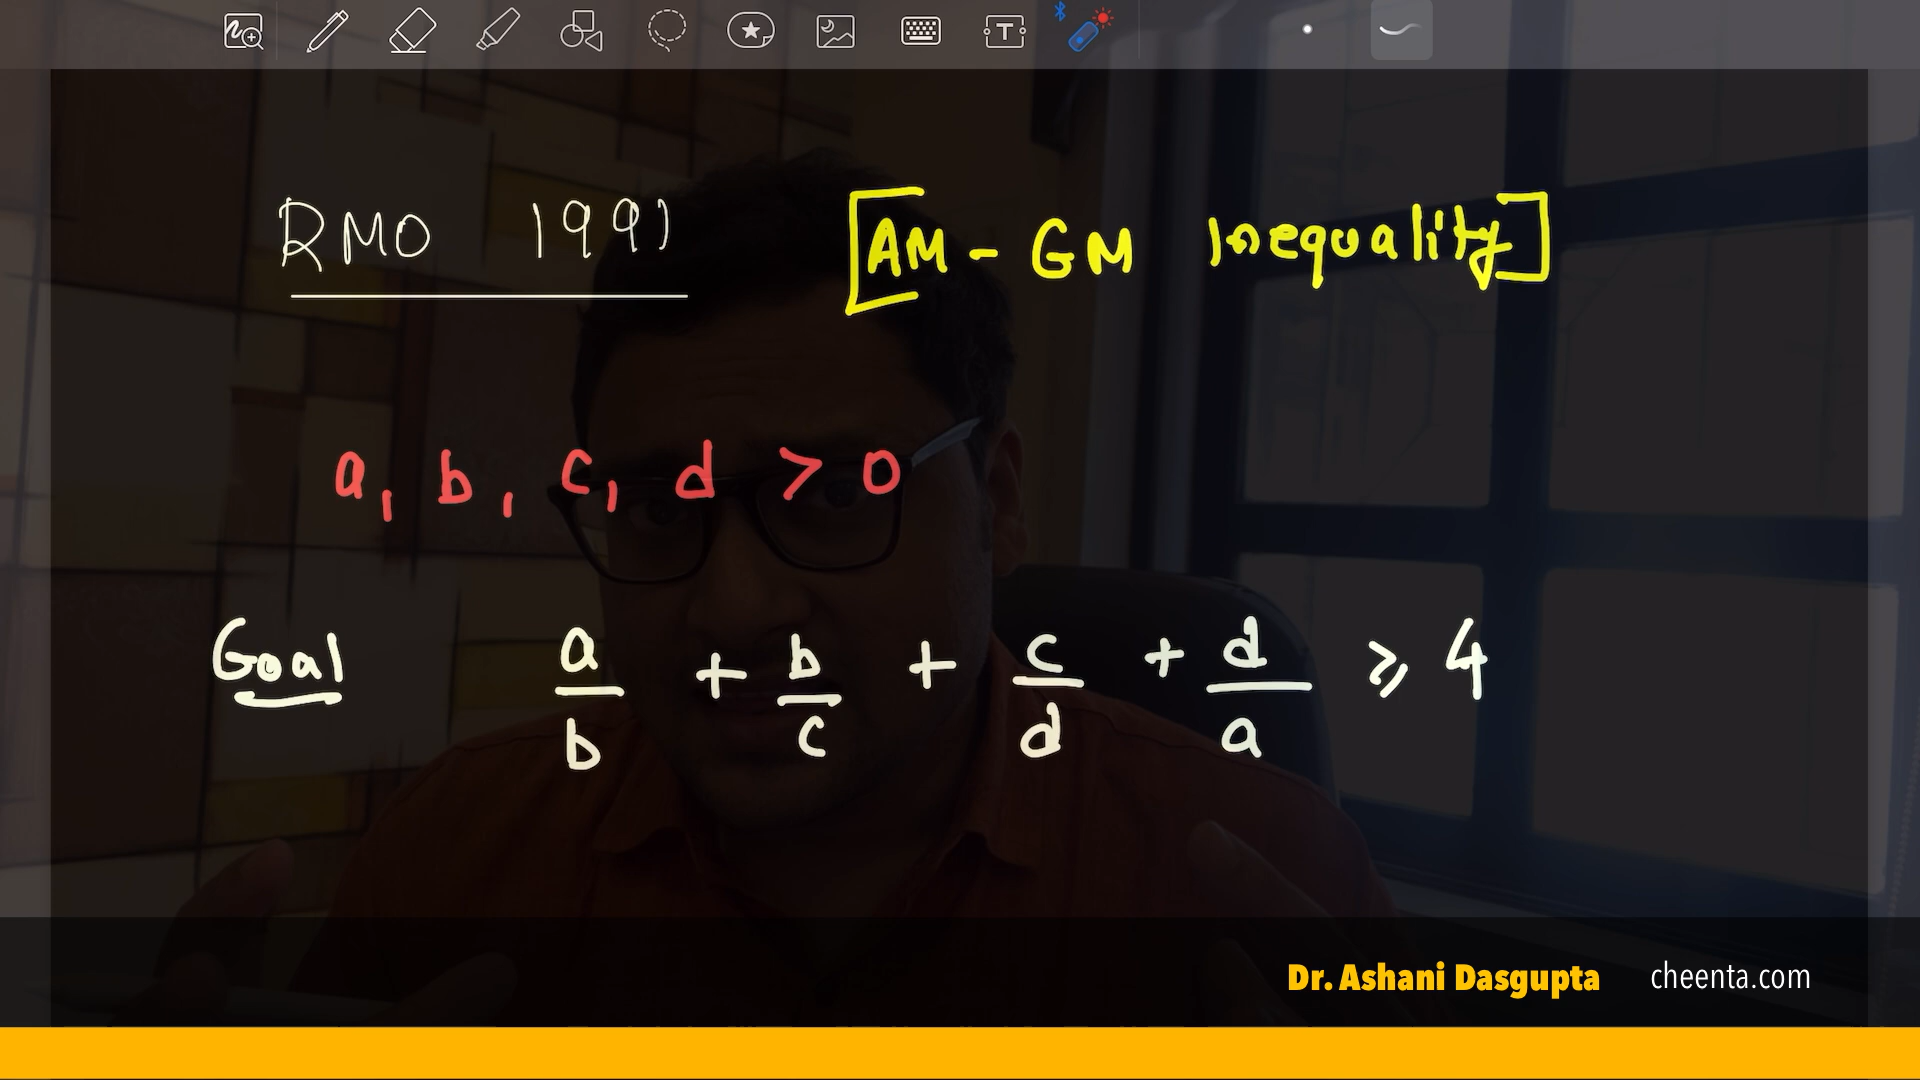 RMO 1991 [AM - GM Inequality]
a, b, c, d > 0
Goal a/b + b/c + c/d + d/a ≥ 4
Dr. Ashani Dasgupta cheenta.com